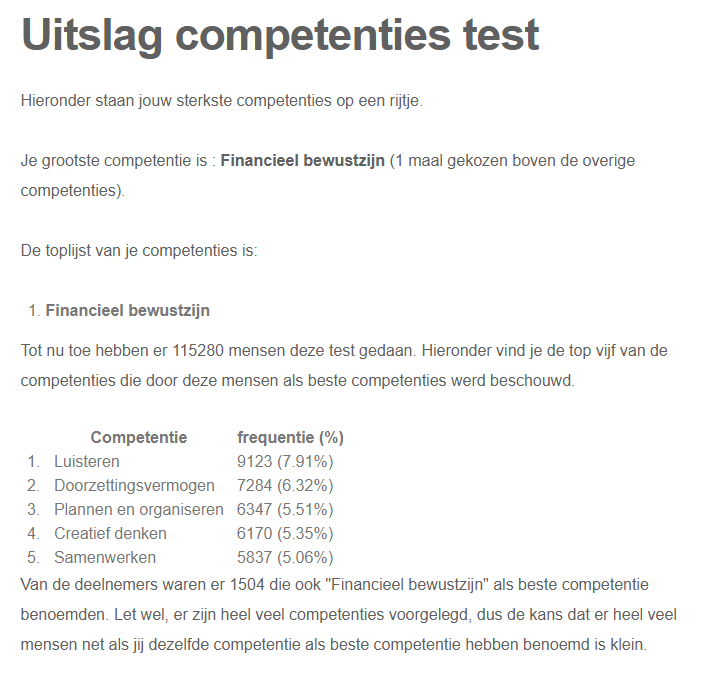 Uitslag competenties test
Hieronder staan jouw sterkste competenties op een rijtje.
Je grootste competentie is : Financieel bewustzijn (1 maal gekozen boven de overige
competenties).
De toplijst van je competenties is:
1. Financieel bewustzijn
Tot nu toe hebben er 115280 mensen deze test gedaan. Hieronder vind je de top vijf van de
competenties die door deze mensen als beste competenties werd beschouwd.
Competentie frequentie (%)
1. Luisteren 9123 (7.91%)
2. Doorzettingsvermogen 7284 (6.32%)
3. Plannen en organiseren 6347 (5.51%)
4. Creatief denken 6170 (5.35%)
5. Samenwerken 5837 (5.06%)
Van de deelnemers waren er 1504 die ook "Financieel bewustzijn" als beste competentie
benoemden. Let wel, er zijn heel veel competenties voorgelegd, dus de kans dat er heel veel
mensen net als jij dezelfde competentie als beste competentie hebben benoemd is klein.